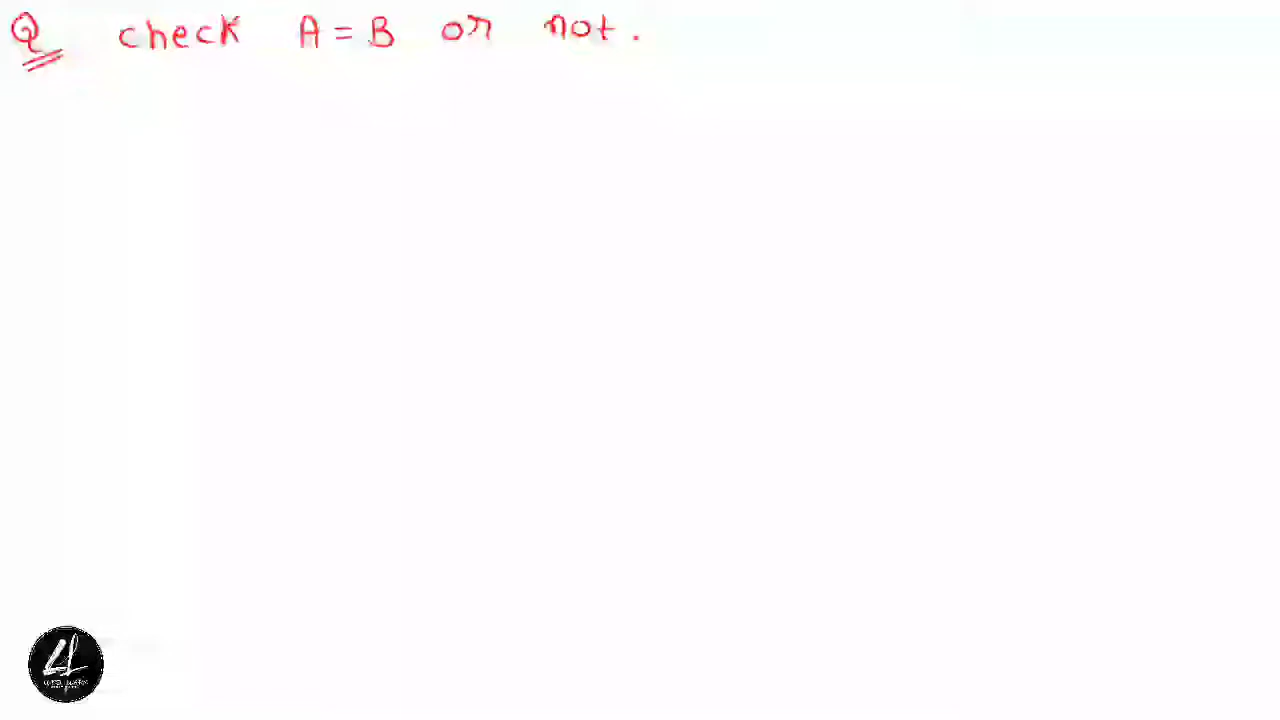 Q check A = B or not.